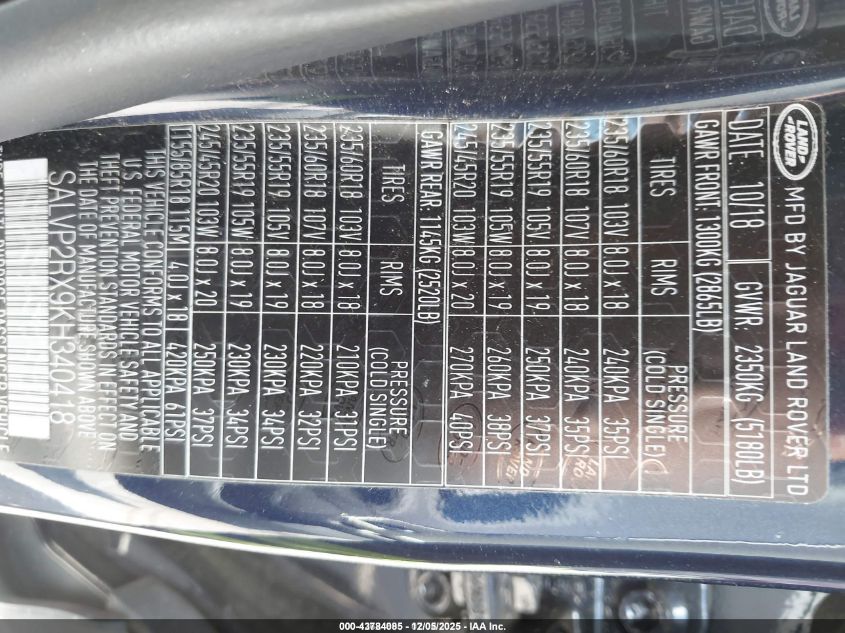 LAND ROVER
MFD BY JAGUAR LAND ROVER LTD
DATE: 10/18 GVWR: 2350KG (5180LB)
GAWR FRONT: 1300KG (2865LB)
TIRES RIMS PRESSURE (COLD SINGLE)
235/60R18 103V 8.0J x 18 240KPA 35PSI
235/60R18 107V 8.0J x 18 240KPA 35PSI
235/55R19 105V 8.0J x 19 250KPA 37PSI
235/55R19 105W 8.0J x 19 260KPA 38PSI
245/45R20 103W 8.0J x 20 270KPA 40PSI
GAWR REAR: 1145KG (2520LB)
TIRES RIMS PRESSURE (COLD SINGLE)
235/60R18 103V 8.0J x 18 210KPA 31PSI
235/60R18 107V 8.0J x 18 220KPA 32PSI
235/55R19 105V 8.0J x 19 230KPA 34PSI
235/55R19 105W 8.0J x 19 230KPA 34PSI
245/45R20 103W 8.0J x 20 250KPA 37PSI
T155/85R18 115M 4.0J x 18 420KPA 61PSI
THIS VEHICLE CONFORMS TO ALL APPLICABLE
U.S. FEDERAL MOTOR VEHICLE SAFETY AND
THEFT PREVENTION STANDARDS IN EFFECT ON
THE DATE OF MANUFACTURE SHOWN ABOVE
SALVP2RX9KH340418
12/05/2025 - IAA Inc.